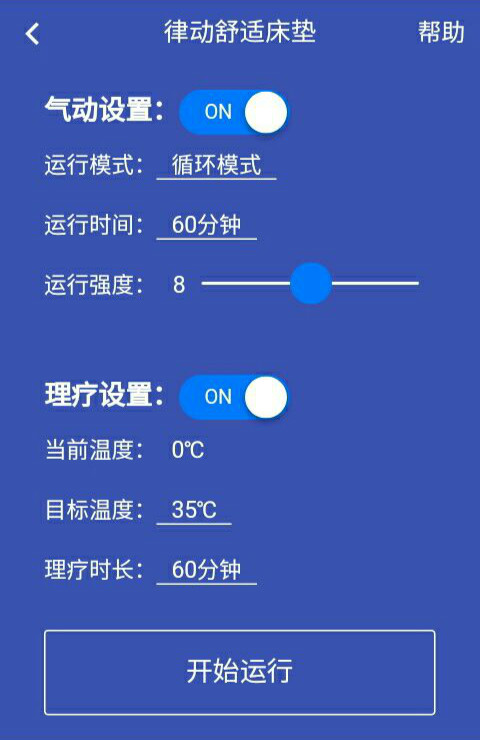 律动舒适床垫 帮助
气动设置： ON
运行模式： 循环模式
运行时间： 60分钟
运行强度： 8
理疗设置： ON
当前温度： 0℃
目标温度： 35℃
理疗时长： 60分钟
开始运行